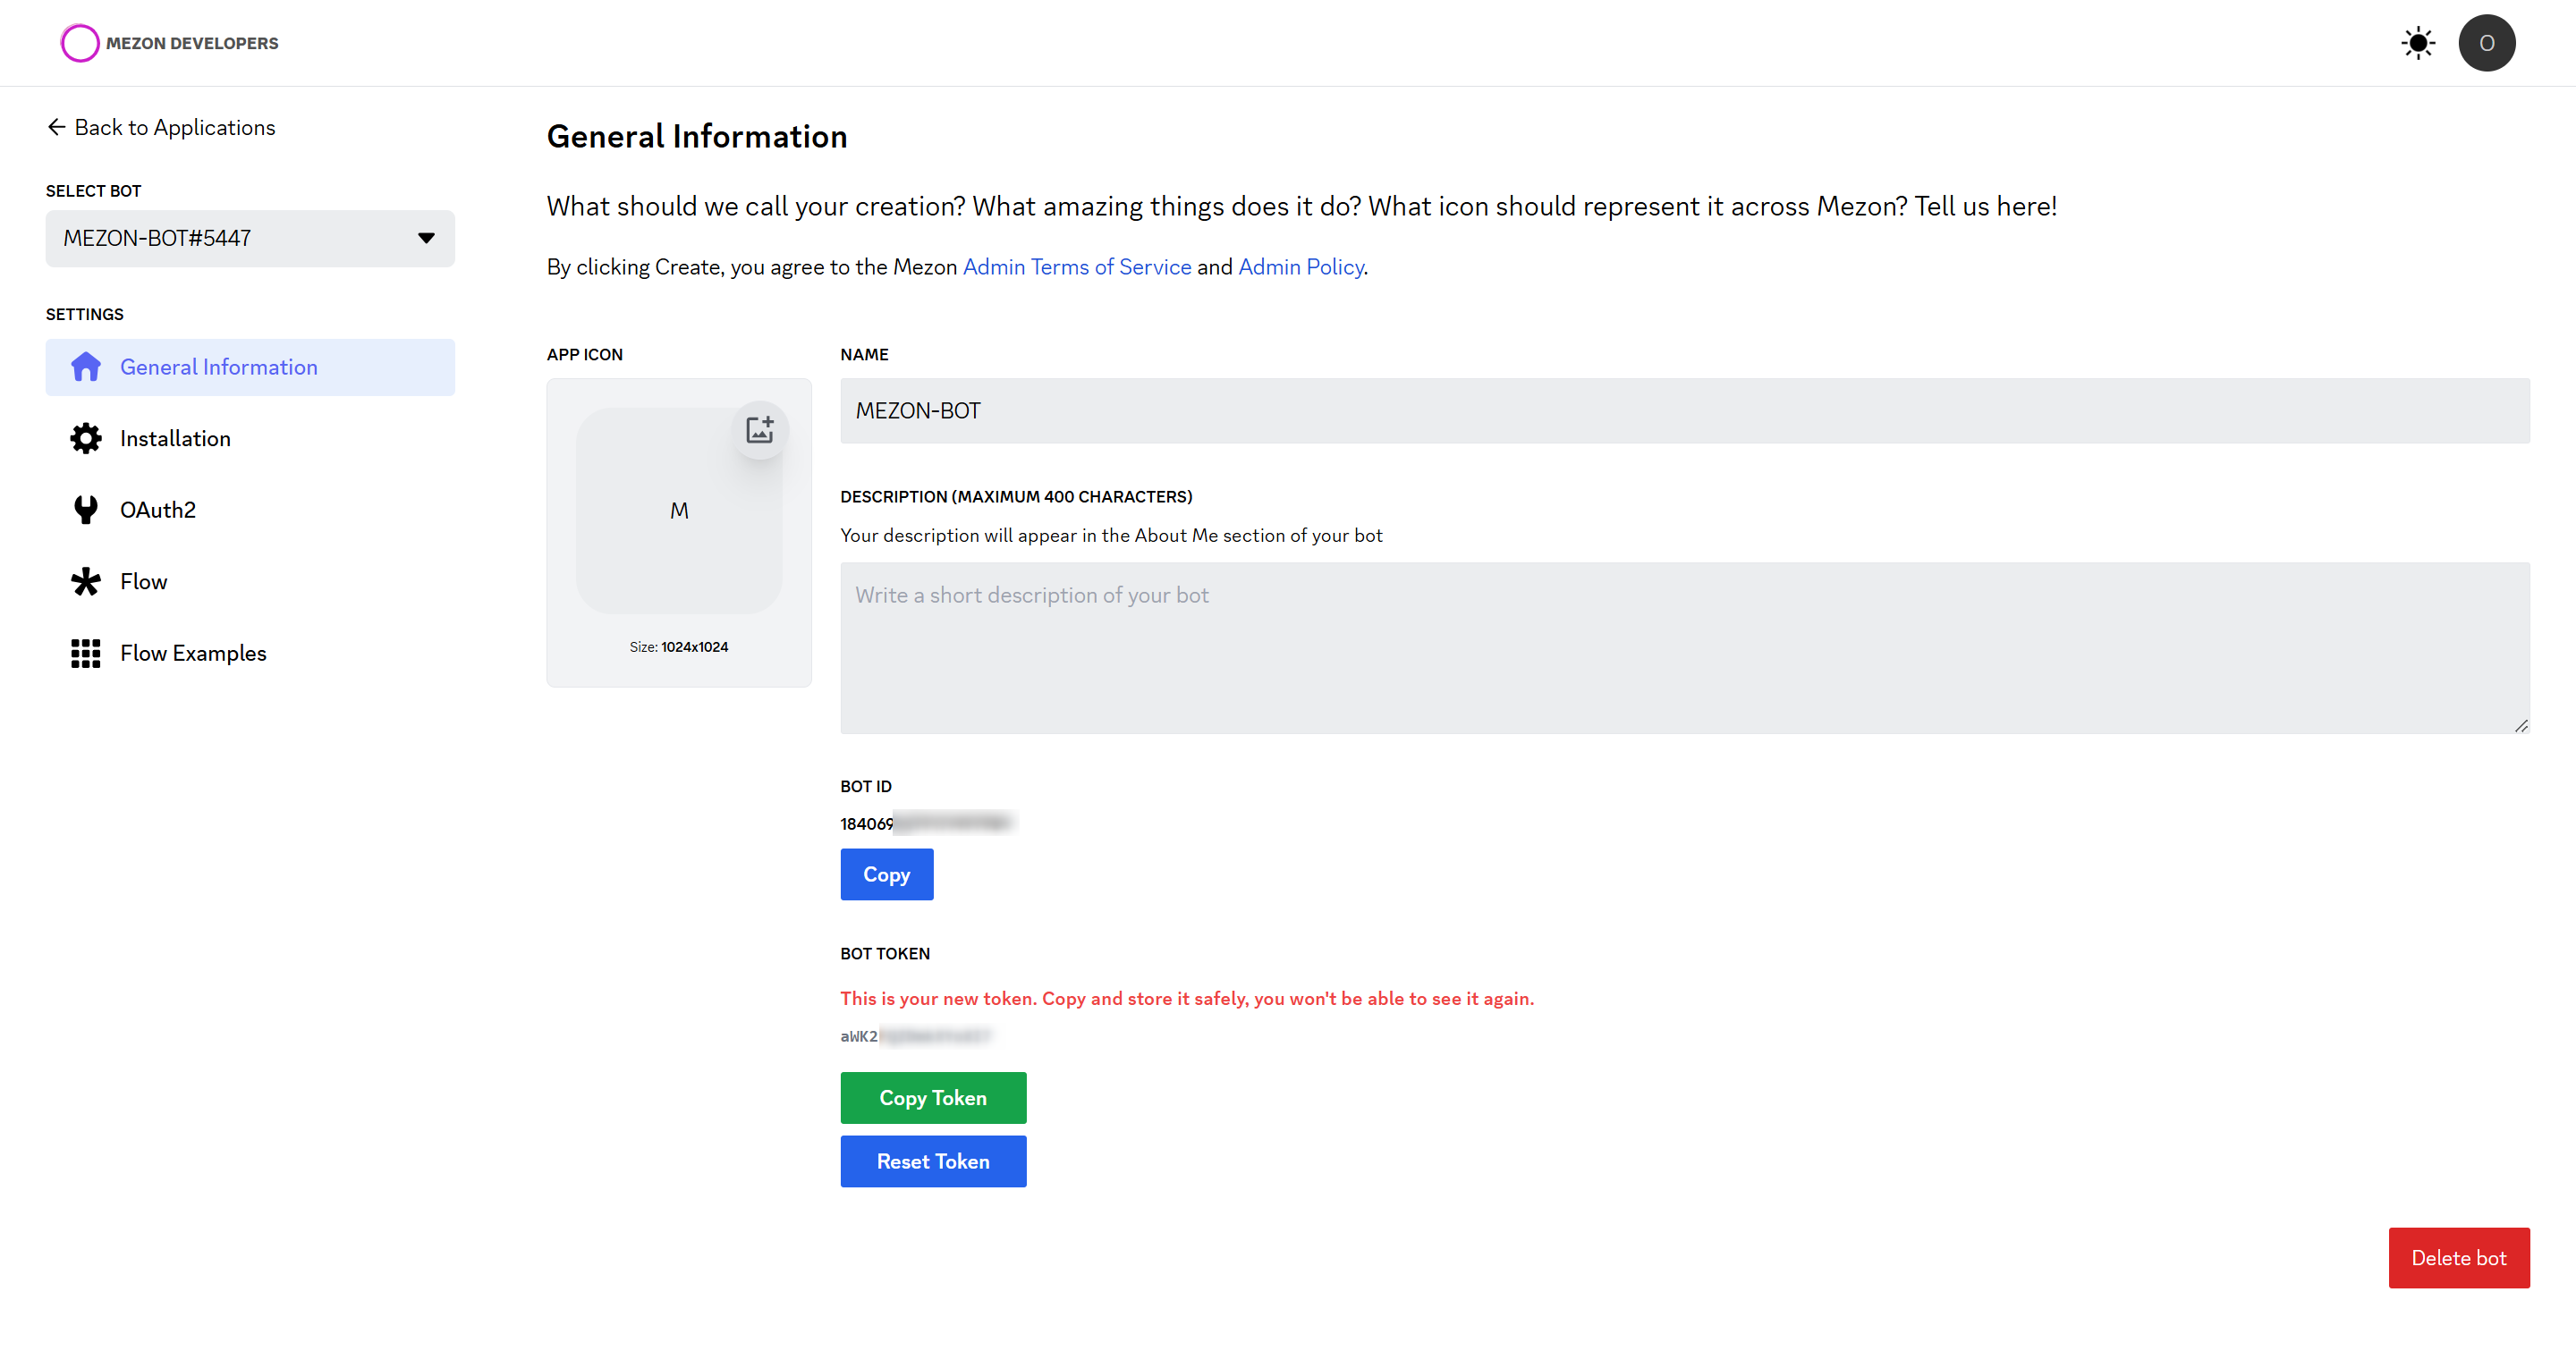 MEZON DEVELOPERS
O
Back to Applications
SELECT BOT
MEZON-BOT#5447
SETTINGS
General Information
Installation
OAuth2
Flow
Flow Examples
General Information
What should we call your creation? What amazing things does it do? What icon should represent it across Mezon? Tell us here!
By clicking Create, you agree to the Mezon Admin Terms of Service and Admin Policy.
APP ICON
M
Size: 1024x1024
NAME
MEZON-BOT
DESCRIPTION (MAXIMUM 400 CHARACTERS)
Your description will appear in the About Me section of your bot
Write a short description of your bot
BOT ID
184069
Copy
BOT TOKEN
This is your new token. Copy and store it safely, you won't be able to see it again.
aWK2
Copy Token
Reset Token
Delete bot